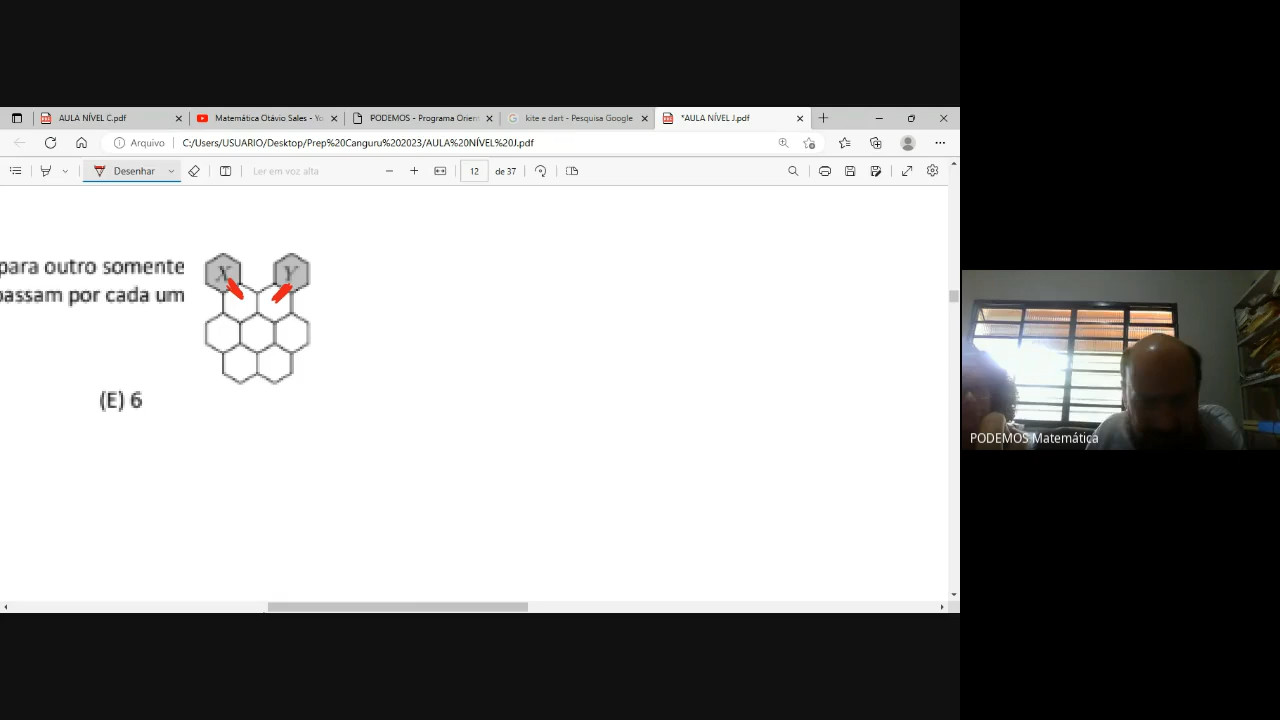 AULA NÍVEL C.pdf
Matemática Otávio Sales - Yo
PODEMOS - Programa Orien
kite e dart - Pesquisa Google
*AULA NÍVEL J.pdf
Arquivo
C:/Users/USUARIO/Desktop/Prep%20Canguru%202023/AULA%20NÍVEL%20J.pdf
Desenhar
Ler em voz alta
12
de 37
para outro somente
passam por cada um
X
Y
(E) 6
PODEMOS Matemática